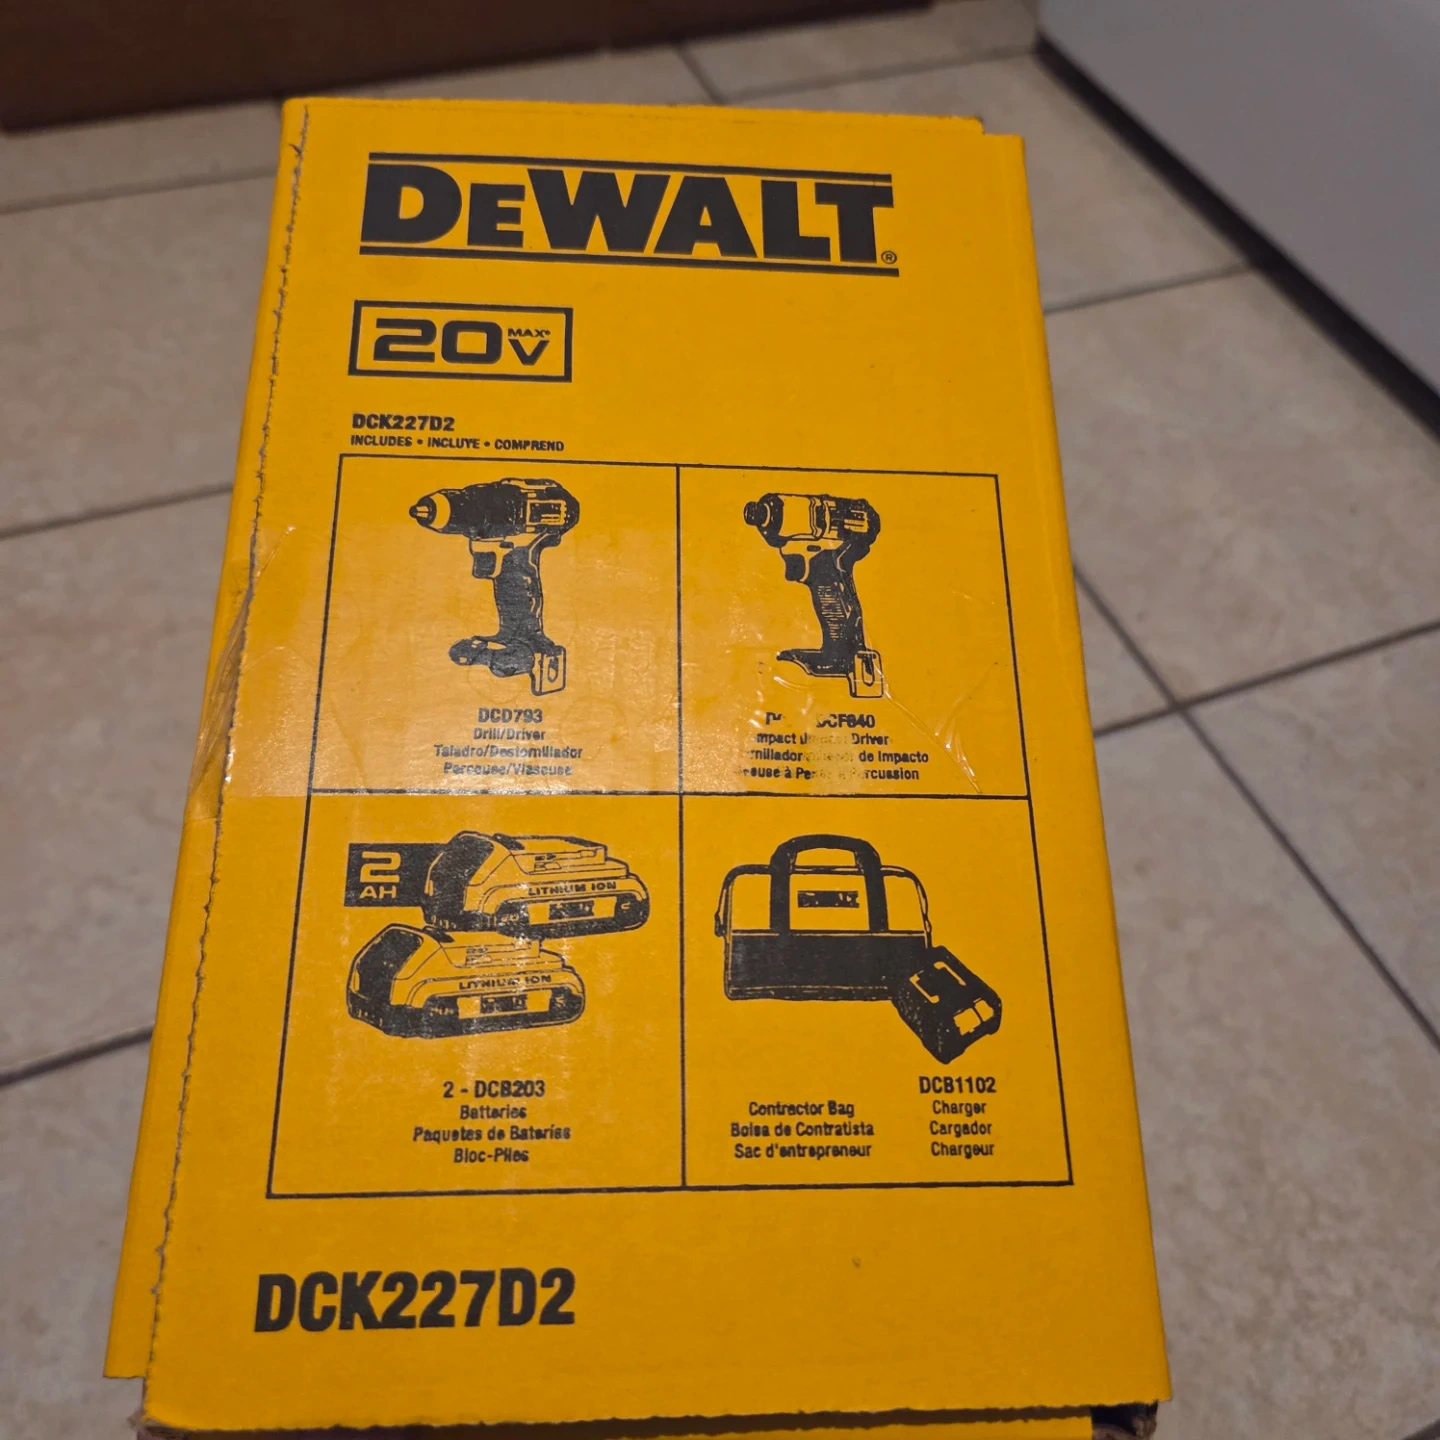 DEWALT®
20V MAX*
DCK227D2
INCLUDES • INCLUYE • COMPREND
DCD793
Drill/Driver
Taladro/Destornillador
Perceuse/Visseuse
DCF840
Impact Driver
de Impacto
à Percussion
2 AH
LITHIUM ION
LITHIUM ION
2 - DCB203
Batteries
Paquetes de Baterías
Bloc-Piles
DEWALT
Contractor Bag
Bolsa de Contratista
Sac d'entrepreneur
DCB1102
Charger
Cargador
Chargeur
DCK227D2